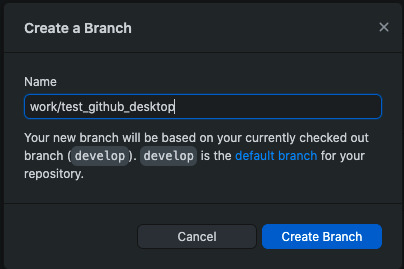 Create a Branch
Name
work/test_github_desktop
Your new branch will be based on your currently checked out
branch (develop). develop is the default branch for your
repository.
Cancel
Create Branch